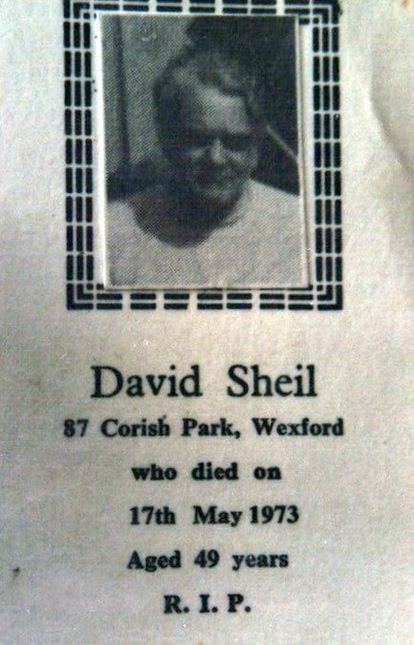 David Sheil
87 Corish Park, Wexford
who died on
17th May 1973
Aged 49 years
R. I. P.